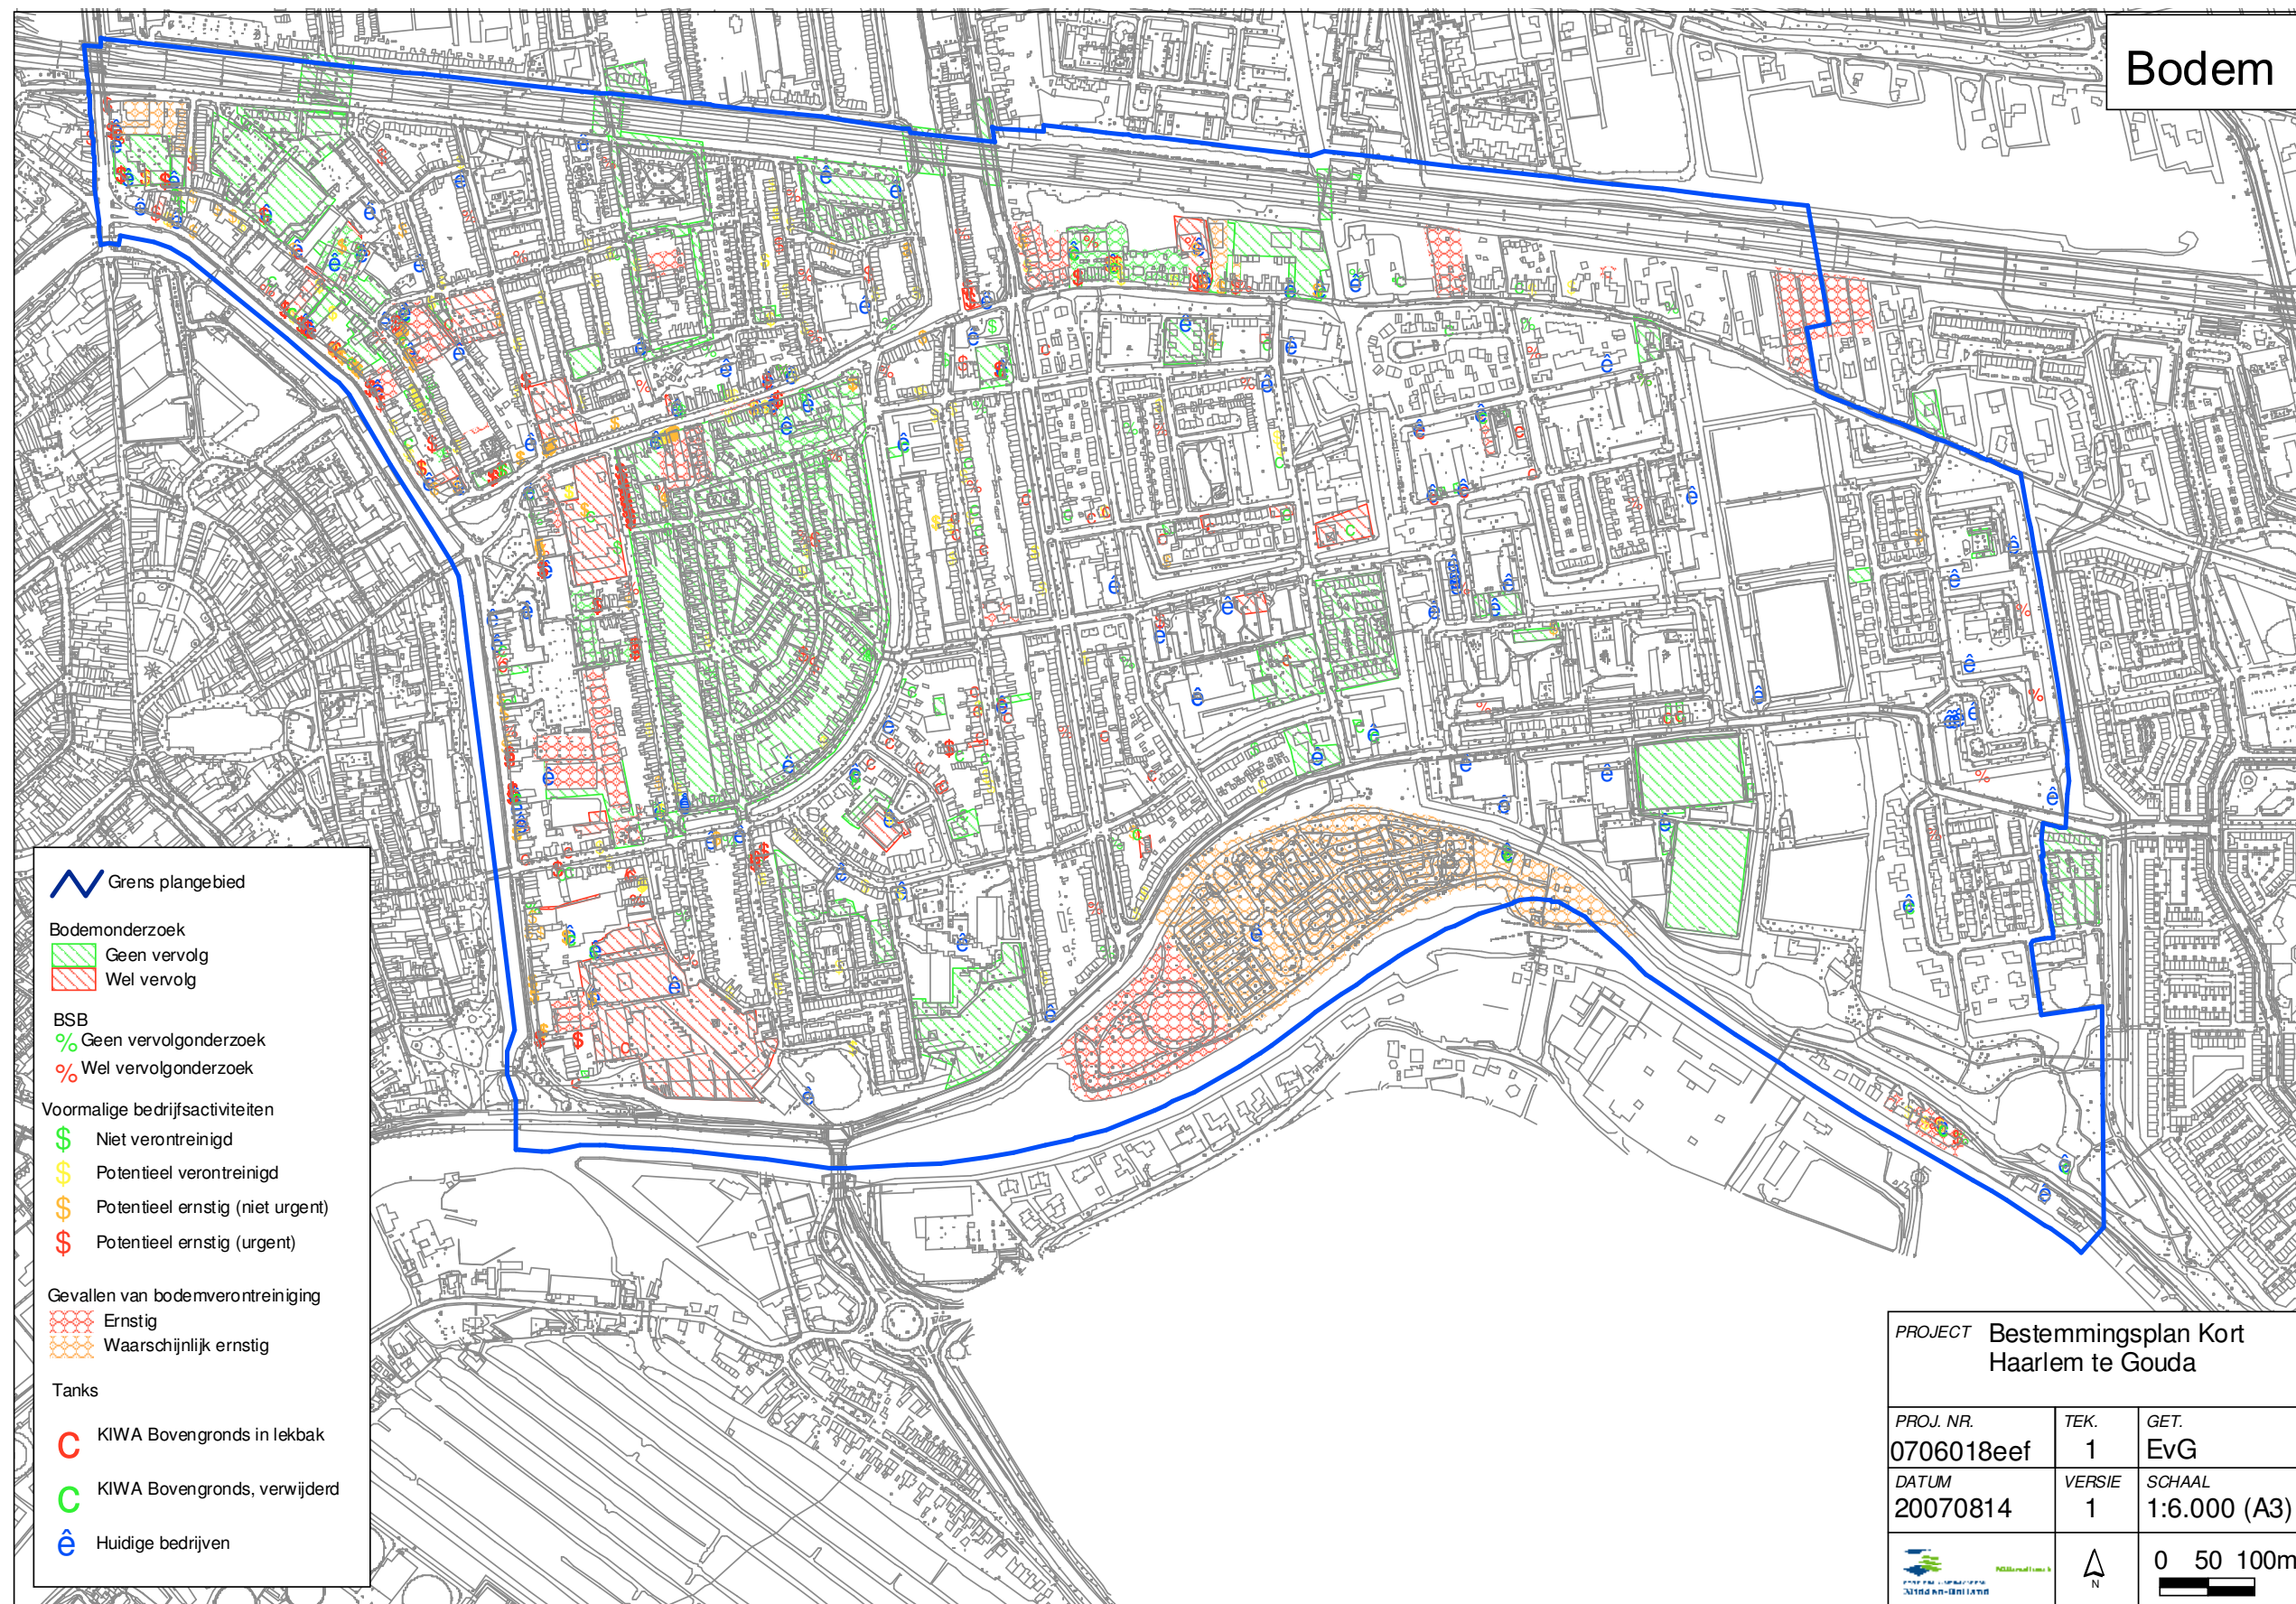 Bodem
Grens plangebied
Bodemonderzoek
Geen vervolg
Wel vervolg
BSB
% Geen vervolgonderzoek
% Wel vervolgonderzoek
Voormalige bedrijfsactiviteiten
$ Niet verontreinigd
$ Potentieel verontreinigd
$ Potentieel ernstig (niet urgent)
$ Potentieel ernstig (urgent)
Gevallen van bodemverontreiniging
Ernstig
Waarschijnlijk ernstig
Tanks
C KIWA Bovengronds in lekbak
C KIWA Bovengronds, verwijderd
ê Huidige bedrijven
PROJECT Bestemmingsplan Kort
Haarlem te Gouda
PROJ. NR. TEK. GET.
0706018eef 1 EvG
DATUM VERSIE SCHAAL
20070814 1 1:6.000 (A3)
N
0 50 100m